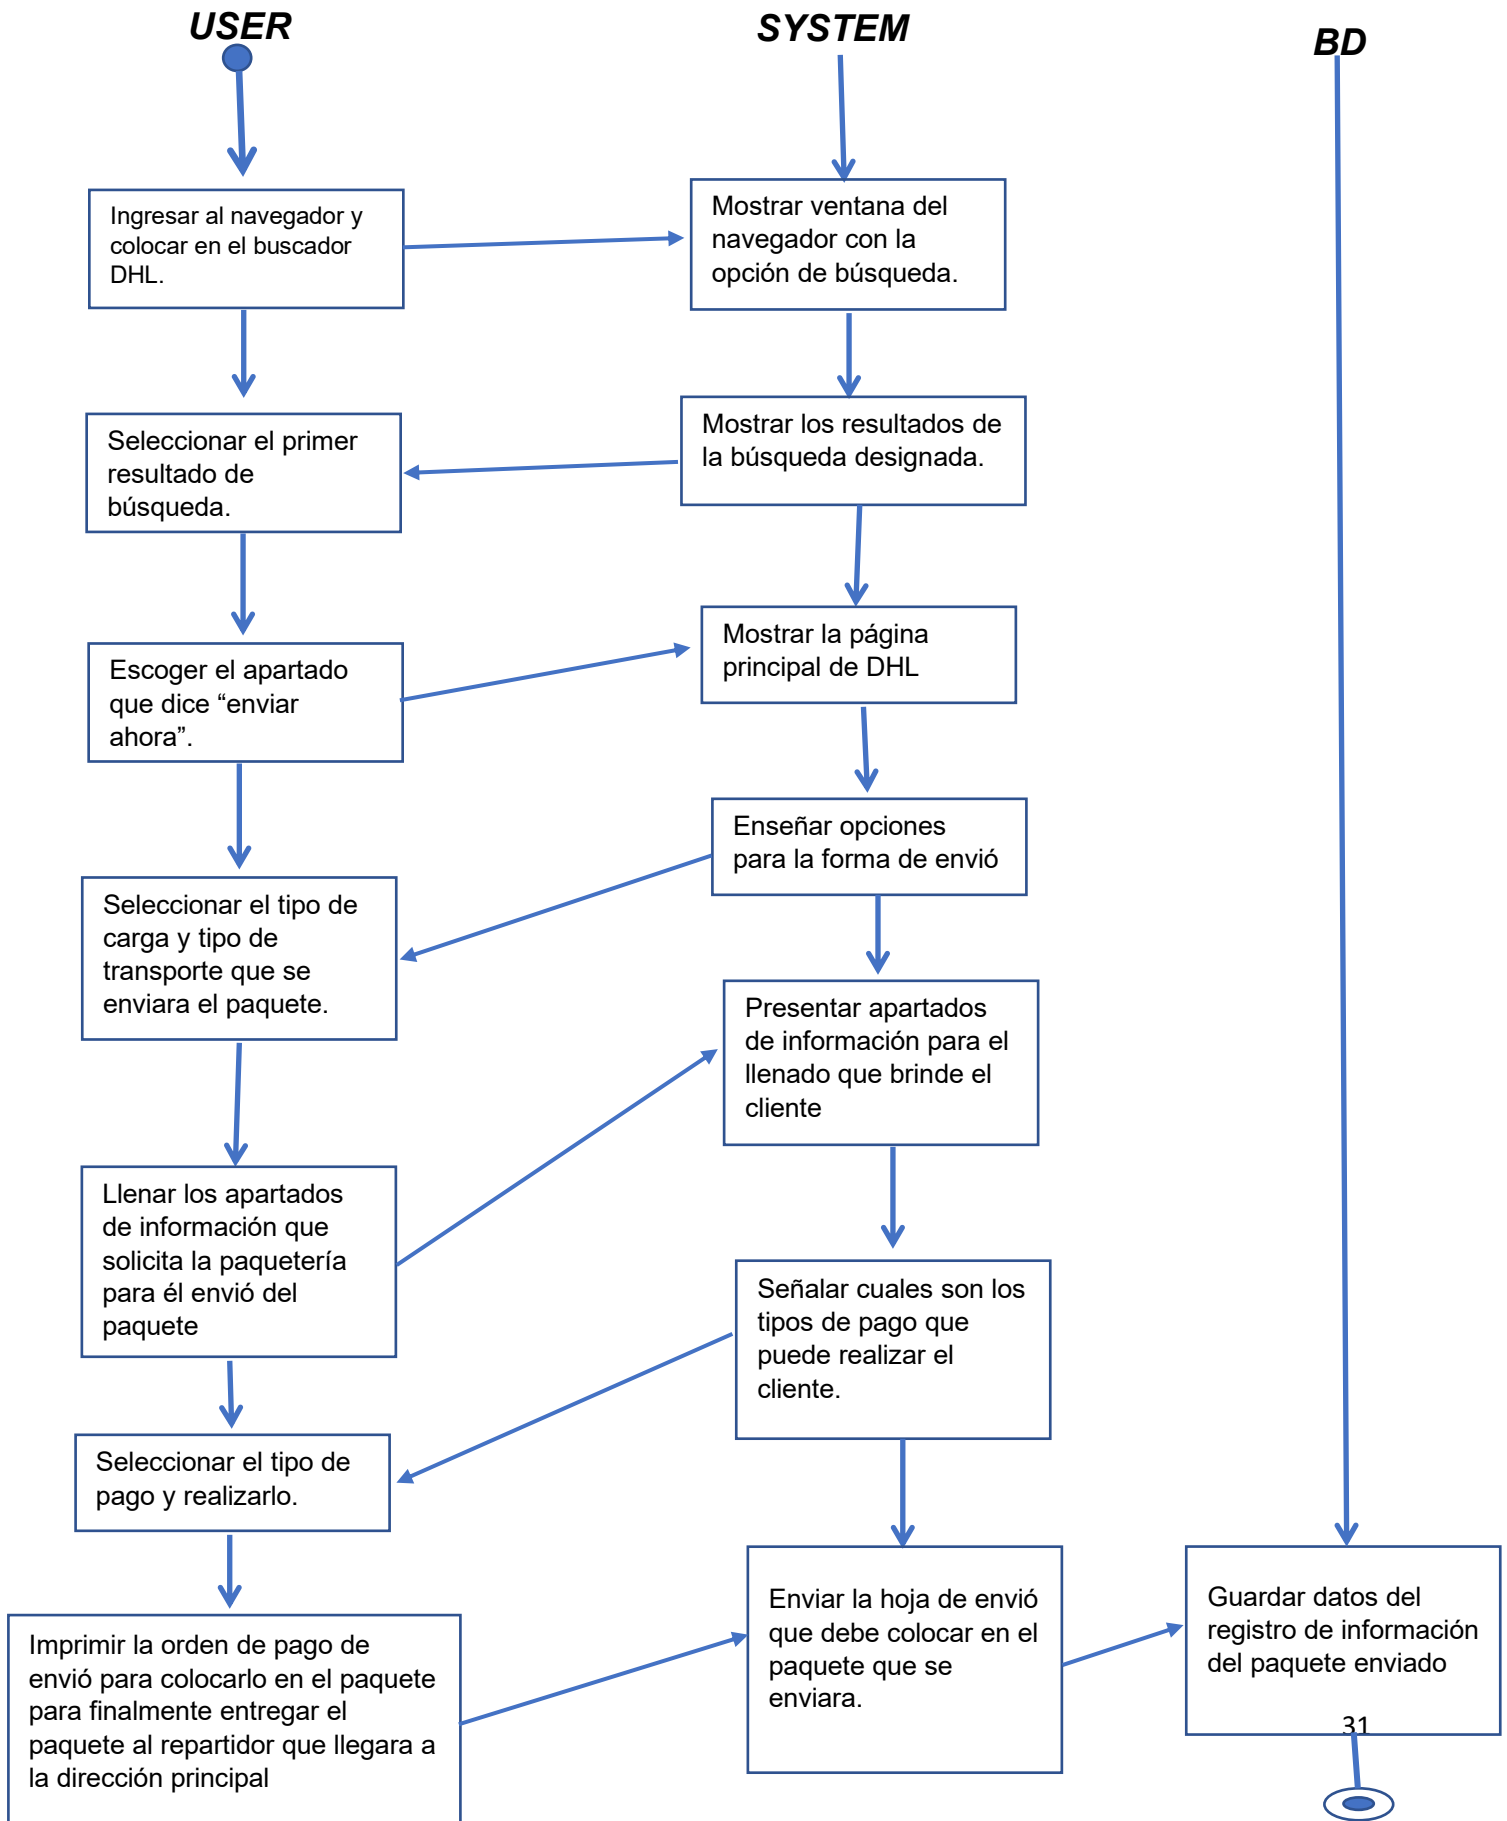 USER
SYSTEM
BD
Ingresar al navegador y
colocar en el buscador
DHL.
Mostrar ventana del
navegador con la
opción de búsqueda.
Seleccionar el primer
resultado de
búsqueda.
Mostrar los resultados de
la búsqueda designada.
Escoger el apartado
que dice “enviar
ahora”.
Mostrar la página
principal de DHL
Enseñar opciones
para la forma de envió
Seleccionar el tipo de
carga y tipo de
transporte que se
enviara el paquete.
Presentar apartados
de información para el
llenado que brinde el
cliente
Llenar los apartados
de información que
solicita la paquetería
para él envió del
paquete
Señalar cuales son los
tipos de pago que
puede realizar el
cliente.
Seleccionar el tipo de
pago y realizarlo.
Imprimir la orden de pago de
envió para colocarlo en el paquete
para finalmente entregar el
paquete al repartidor que llegara a
la dirección principal
Enviar la hoja de envió
que debe colocar en el
paquete que se
enviara.
Guardar datos del
registro de información
del paquete enviado
31